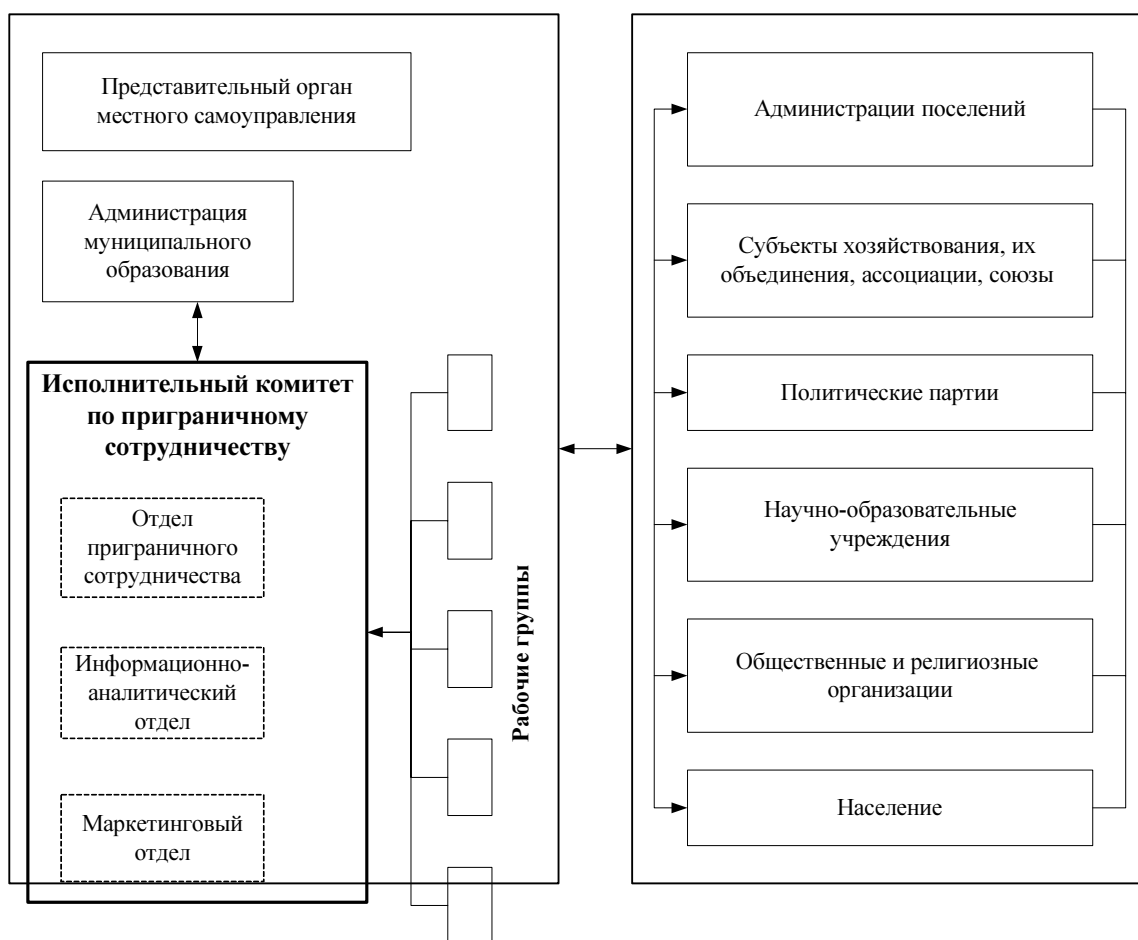 Представительный орган
местного самоуправления
Администрация
муниципального
образования
Исполнительный комитет
по приграничному
сотрудничеству
Отдел
приграничного
сотрудничества
Информационно-
аналитический
отдел
Маркетинговый
отдел
Рабочие группы
Администрации поселений
Субъекты хозяйствования, их
объединения, ассоциации, союзы
Политические партии
Научно-образовательные
учреждения
Общественные и религиозные
организации
Население